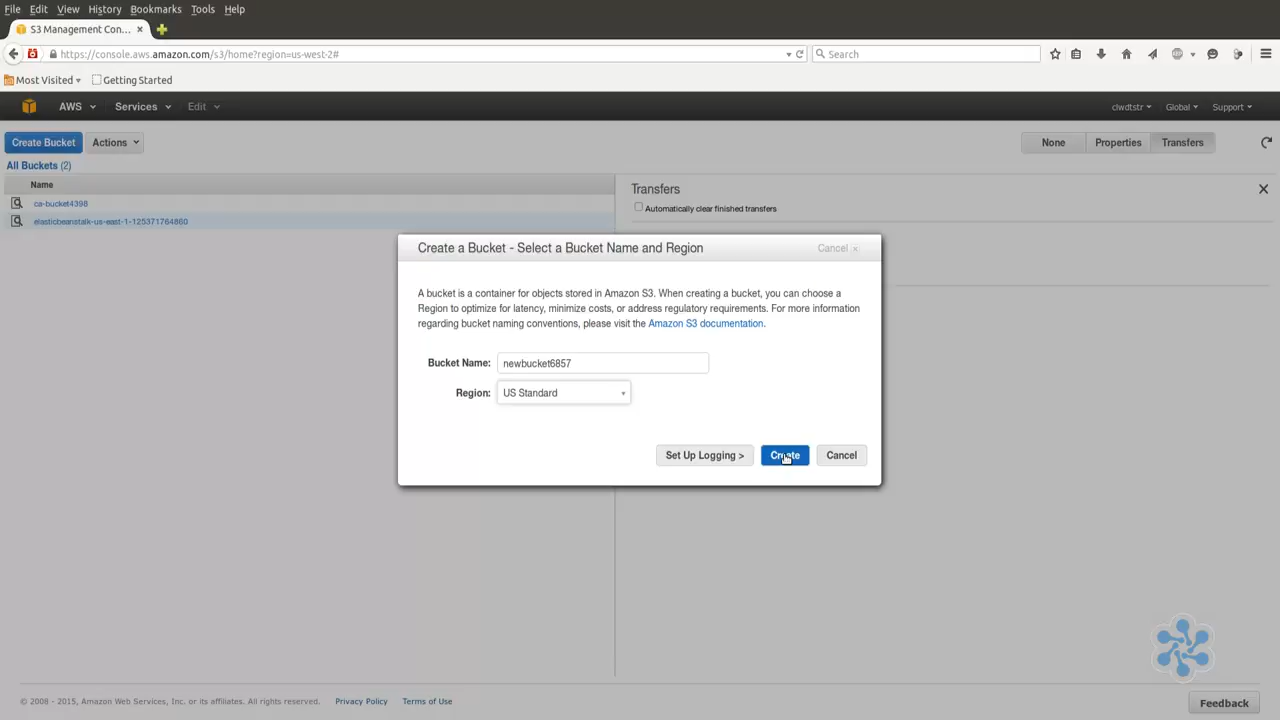 File Edit View History Bookmarks Tools Help
S3 Management Con... ×
https://console.aws.amazon.com/s3/home?region=us-west-2#
Search
Most Visited
Getting Started
AWS Services Edit
clwdtstr Global Support
Create Bucket Actions
None Properties Transfers
All Buckets (2)
Name
ca-bucket4398
elasticbeanstalk-us-east-1-125371764860
Transfers
Automatically clear finished transfers
Create a Bucket - Select a Bucket Name and Region
Cancel ×
A bucket is a container for objects stored in Amazon S3. When creating a bucket, you can choose a
Region to optimize for latency, minimize costs, or address regulatory requirements. For more information
regarding bucket naming conventions, please visit the Amazon S3 documentation.
Bucket Name: newbucket6857
Region: US Standard
Set Up Logging > Create Cancel
© 2008 - 2015, Amazon Web Services, Inc. or its affiliates. All rights reserved. Privacy Policy Terms of Use
Feedback